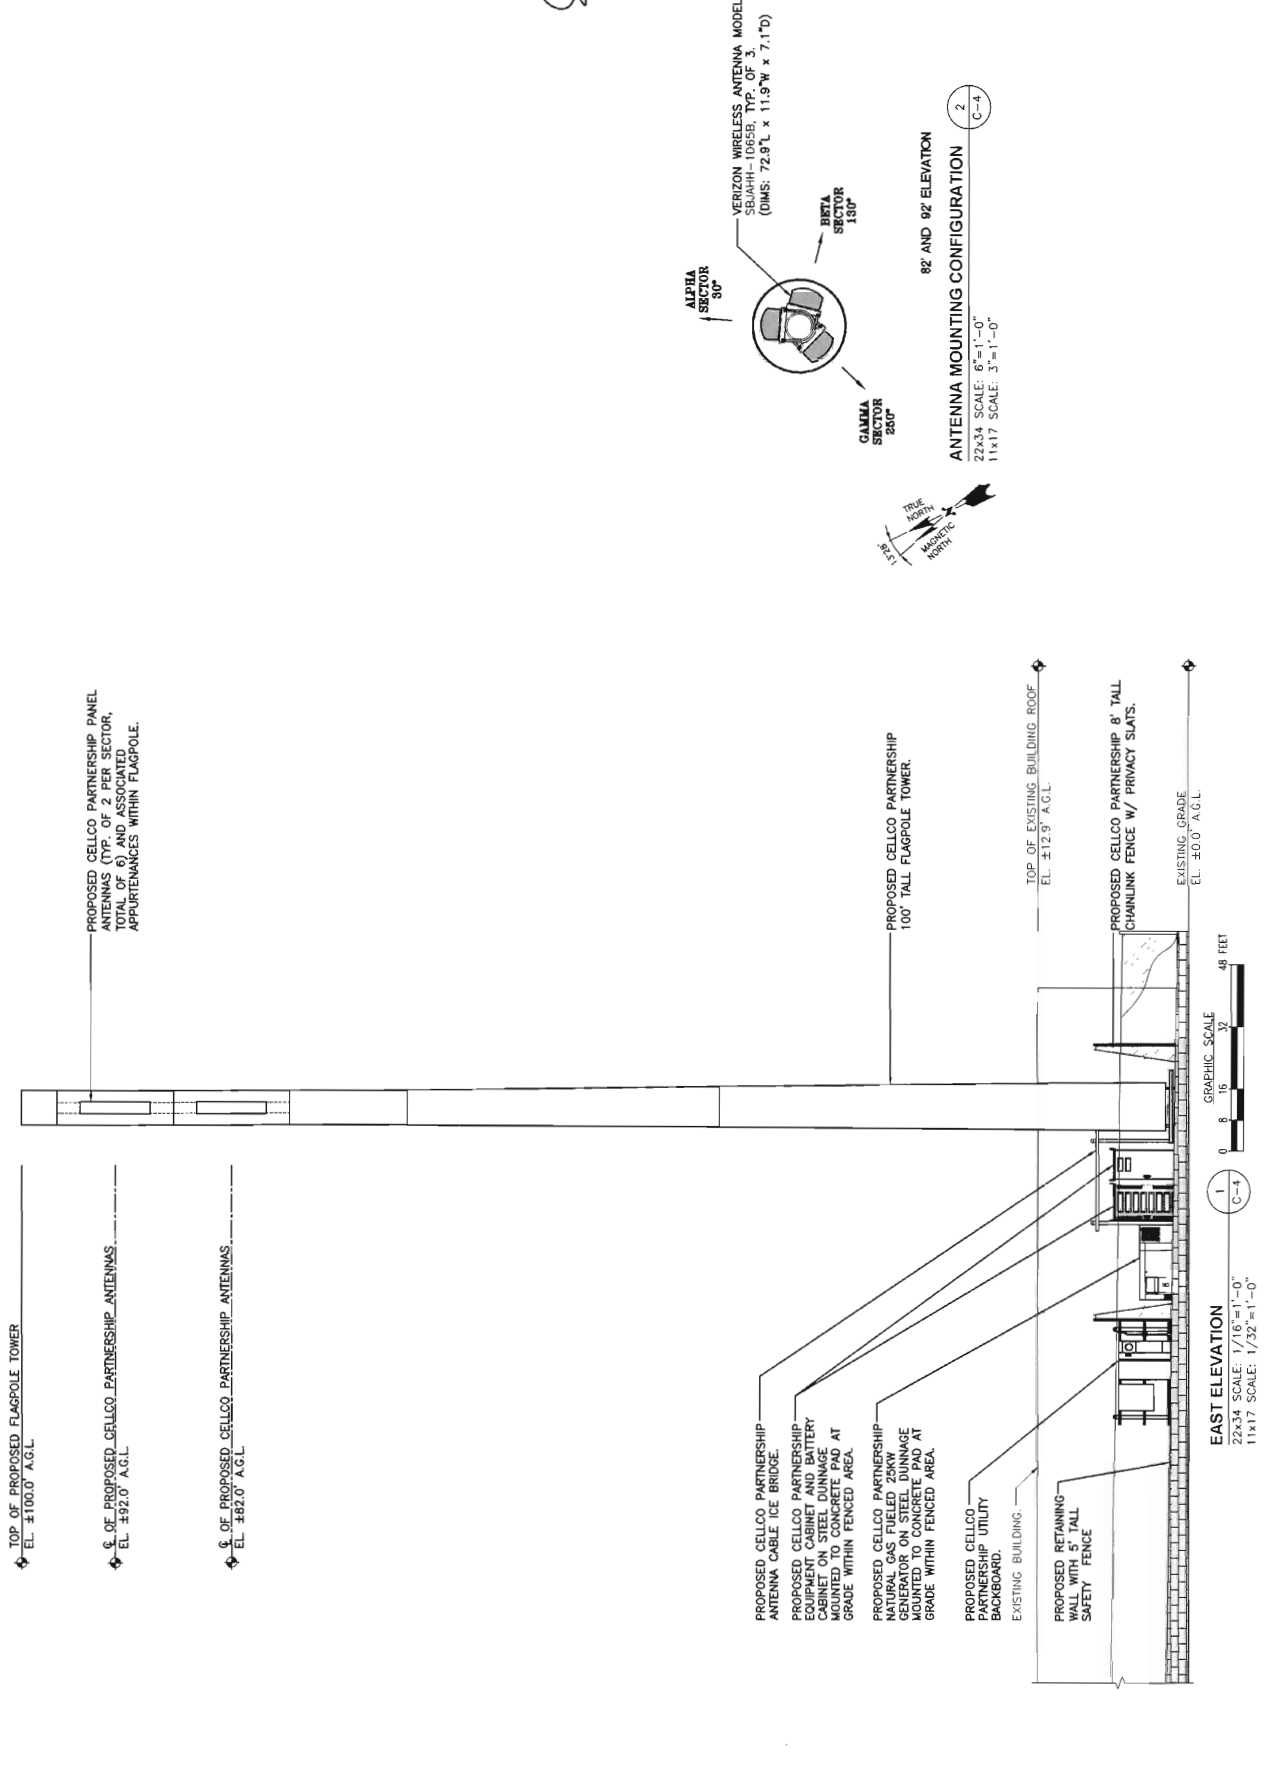 TOP OF PROPOSED FLAGPOLE TOWER
EL. ±100.0' A.G.L.
℄ OF PROPOSED CELLCO PARTNERSHIP ANTENNAS
EL. ±92.0' A.G.L.
℄ OF PROPOSED CELLCO PARTNERSHIP ANTENNAS
EL. ±82.0' A.G.L.
PROPOSED CELLCO PARTNERSHIP PANEL
ANTENNAS (TYP. OF 2 PER SECTOR,
TOTAL OF 6) AND ASSOCIATED
APPURTENANCES WITHIN FLAGPOLE.
PROPOSED CELLCO PARTNERSHIP
ANTENNA CABLE ICE BRIDGE.
PROPOSED CELLCO PARTNERSHIP
EQUIPMENT CABINET AND BATTERY
CABINET ON STEEL DUNNAGE
MOUNTED TO CONCRETE PAD AT
GRADE WITHIN FENCED AREA.
PROPOSED CELLCO PARTNERSHIP
NATURAL GAS FUELED 25KW
GENERATOR ON STEEL DUNNAGE
MOUNTED TO CONCRETE PAD AT
GRADE WITHIN FENCED AREA.
PROPOSED CELLCO
PARTNERSHIP UTILITY
BACKBOARD.
EXISTING BUILDING.
PROPOSED RETAINING
WALL WITH 5' TALL
SAFETY FENCE
PROPOSED CELLCO PARTNERSHIP
100' TALL FLAGPOLE TOWER.
TOP OF EXISTING BUILDING ROOF
EL. ±12.9' A.G.L.
PROPOSED CELLCO PARTNERSHIP 8' TALL
CHAINLINK FENCE W/ PRIVACY SLATS.
EXISTING GRADE
EL. ±0.0' A.G.L.
EAST ELEVATION
22x34 SCALE: 1/16"=1'-0"
11x17 SCALE: 1/32"=1'-0"
1
C-4
GRAPHIC SCALE
0 8 16 32 48 FEET
VERIZON WIRELESS ANTENNA MODEL
SBJAHH-1D65B, TYP. OF 3.
(DIMS: 72.9"L x 11.9"W x 7.1"D)
ALPHA
SECTOR
30°
BETA
SECTOR
130°
GAMMA
SECTOR
250°
TRUE
NORTH
MAGNETIC
NORTH
13°28'
82' AND 92' ELEVATION
ANTENNA MOUNTING CONFIGURATION
22x34 SCALE: 6"=1'-0"
11x17 SCALE: 3"=1'-0"
2
C-4